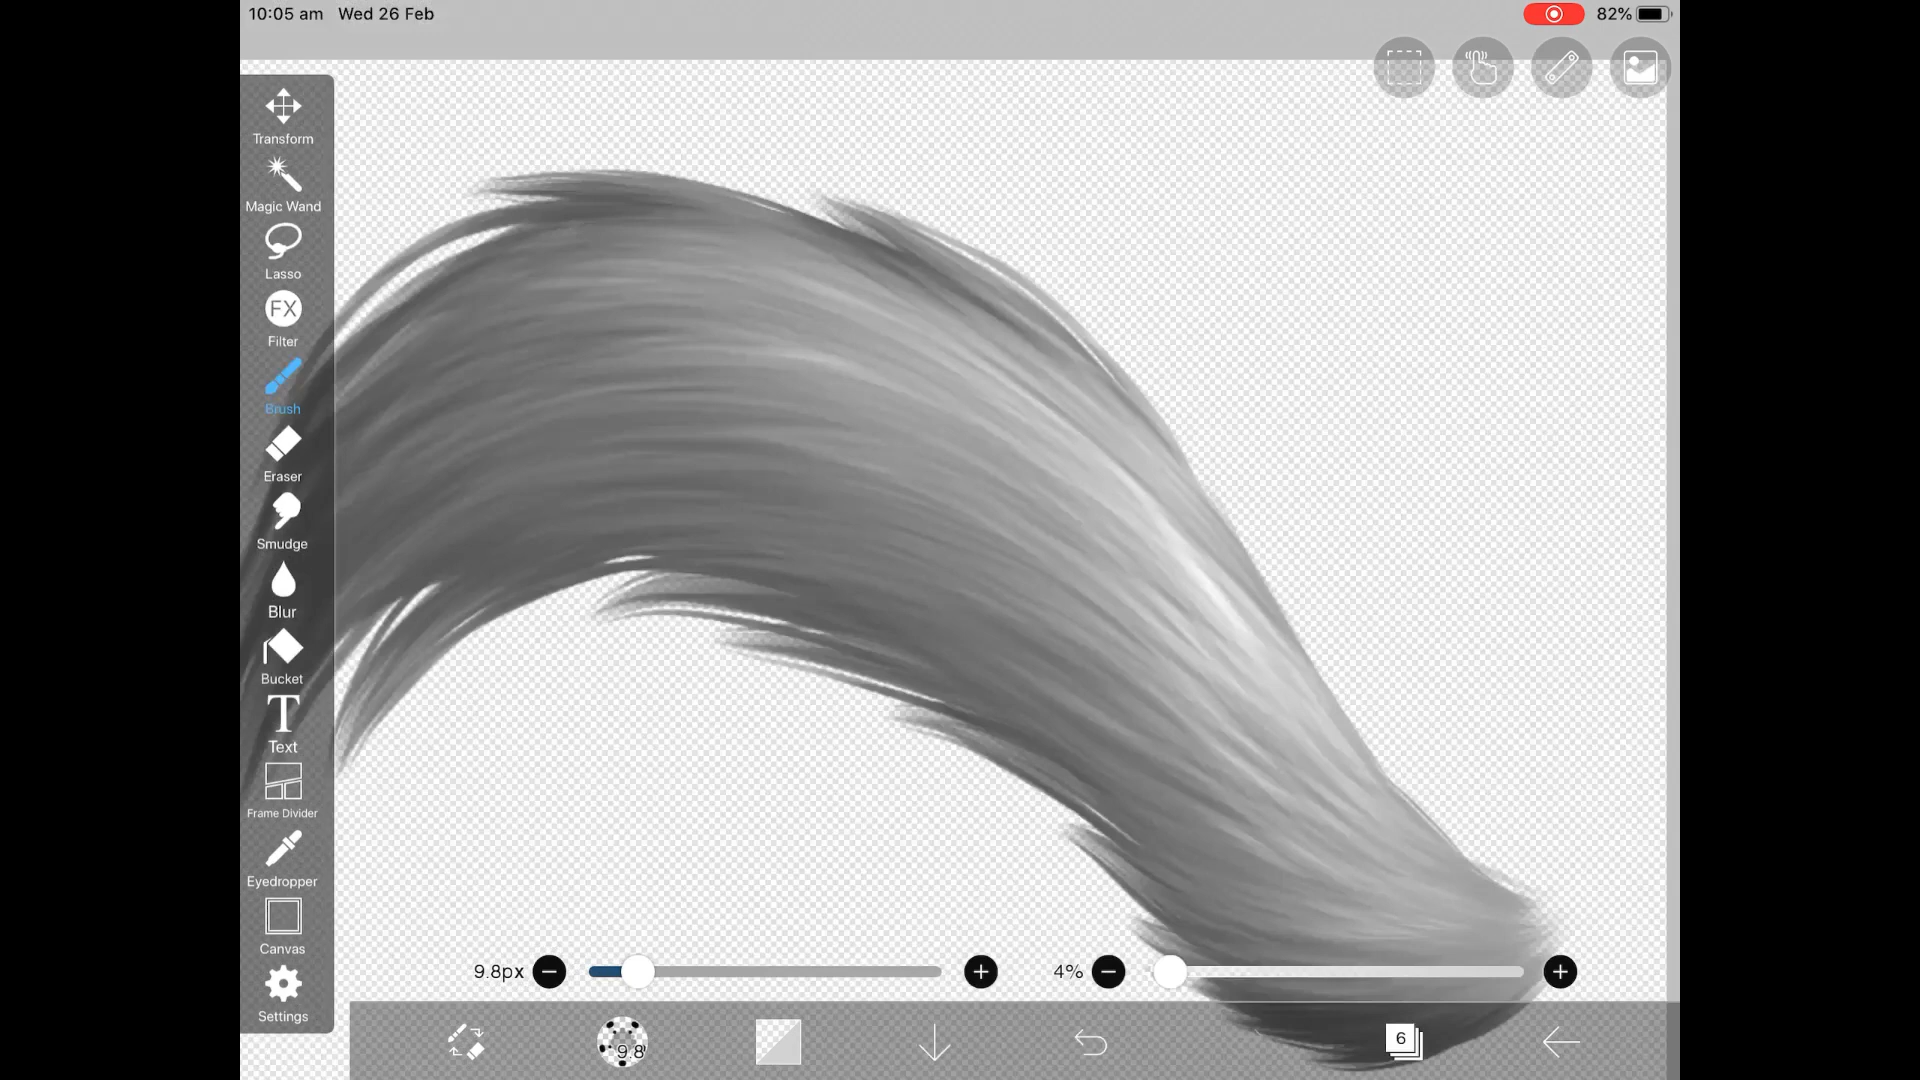 10:05 am Wed 26 Feb
82%
Transform
Magic Wand
Lasso
FX
Filter
Brush
Eraser
Smudge
Blur
Bucket
T
Text
Frame Divider
Eyedropper
Canvas
Settings
9.8px
4%
9.8
6